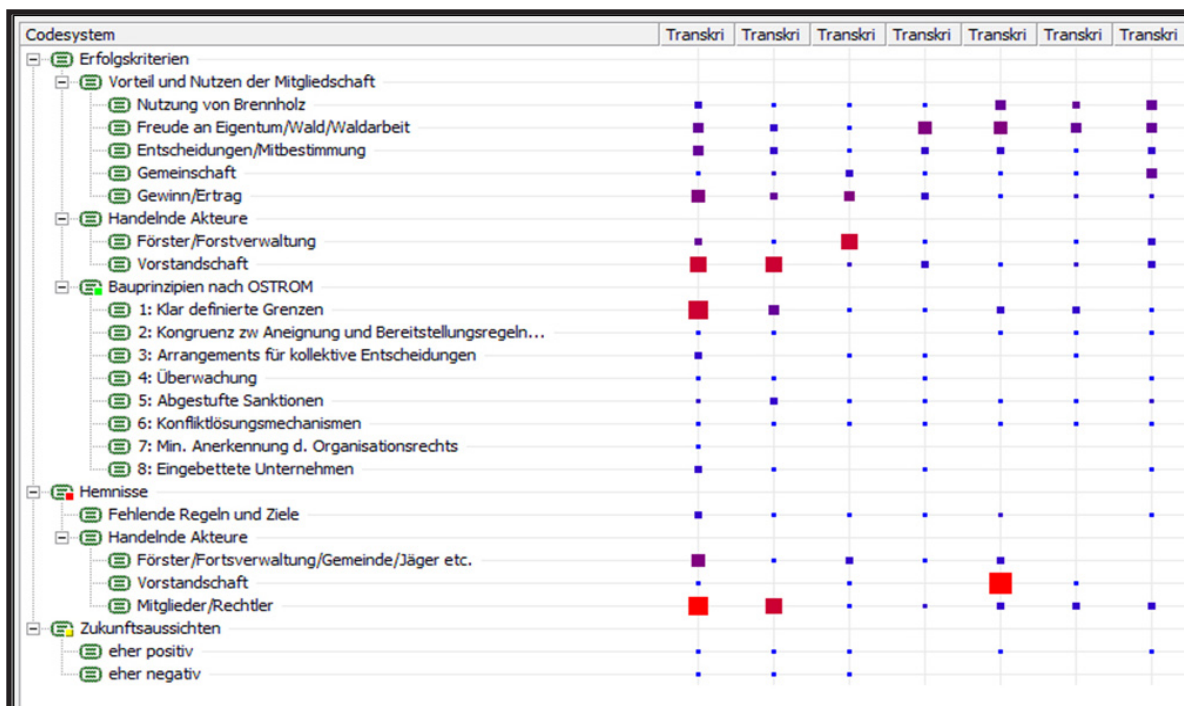 Codesystem Transkri Transkri Transkri Transkri Transkri Transkri Transkri
Erfolgskriterien
Vorteil und Nutzen der Mitgliedschaft
Nutzung von Brennholz
Freude an Eigentum/Wald/Waldarbeit
Entscheidungen/Mitbestimmung
Gemeinschaft
Gewinn/Ertrag
Handelnde Akteure
Förster/Forstverwaltung
Vorstandschaft
Bauprinzipien nach OSTROM
1: Klar definierte Grenzen
2: Kongruenz zw Aneignung und Bereitstellungsregeln...
3: Arrangements für kollektive Entscheidungen
4: Überwachung
5: Abgestufte Sanktionen
6: Konfliktlösungsmechanismen
7: Min. Anerkennung d. Organisationsrechts
8: Eingebettete Unternehmen
Hemnisse
Fehlende Regeln und Ziele
Handelnde Akteure
Förster/Fortsverwaltung/Gemeinde/Jäger etc.
Vorstandschaft
Mitglieder/Rechtler
Zukunftsaussichten
eher positiv
eher negativ